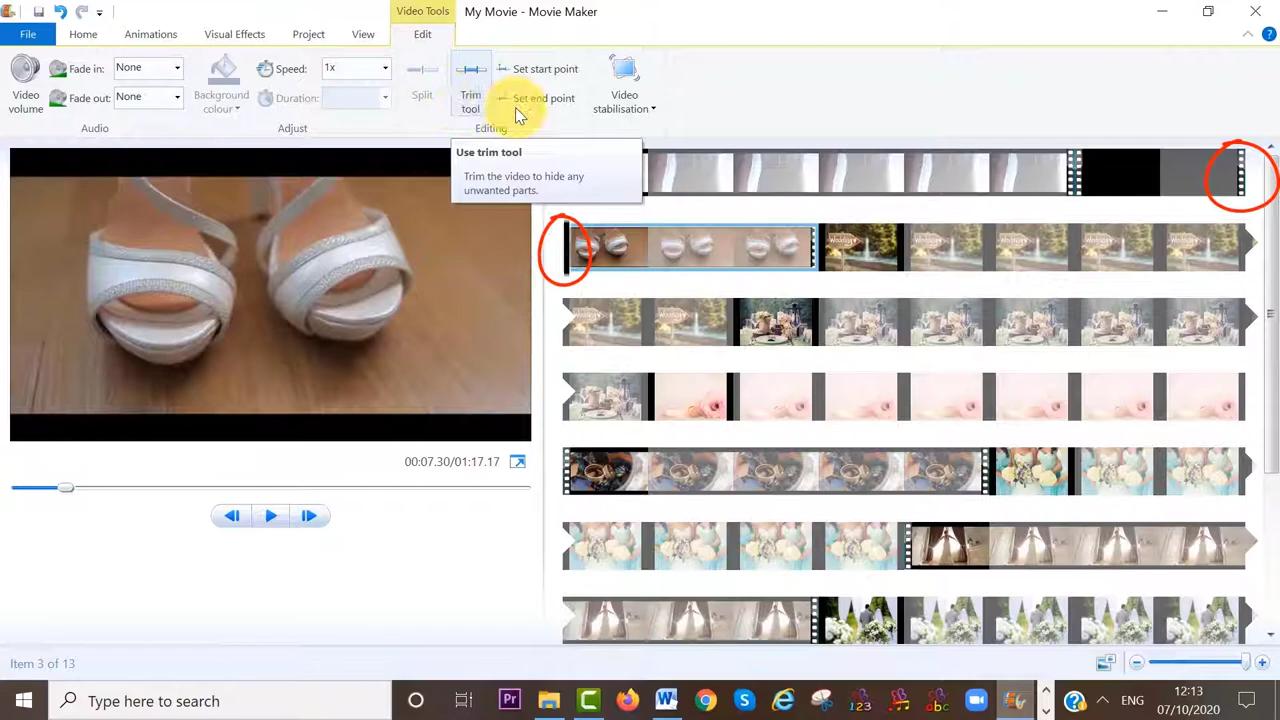 Video Tools
My Movie - Movie Maker
File
Home
Animations
Visual Effects
Project
View
Edit
Video volume
Fade in:
None
Fade out:
None
Audio
Background colour
Speed:
1x
Duration:
Adjust
Split
Trim tool
Set start point
Set end point
Editing
Video stabilisation
Use trim tool
Trim the video to hide any
unwanted parts.
00:07.30/01:17.17
Item 3 of 13
Type here to search
Pr
W
S
123
abc
ENG
12:13
07/10/2020